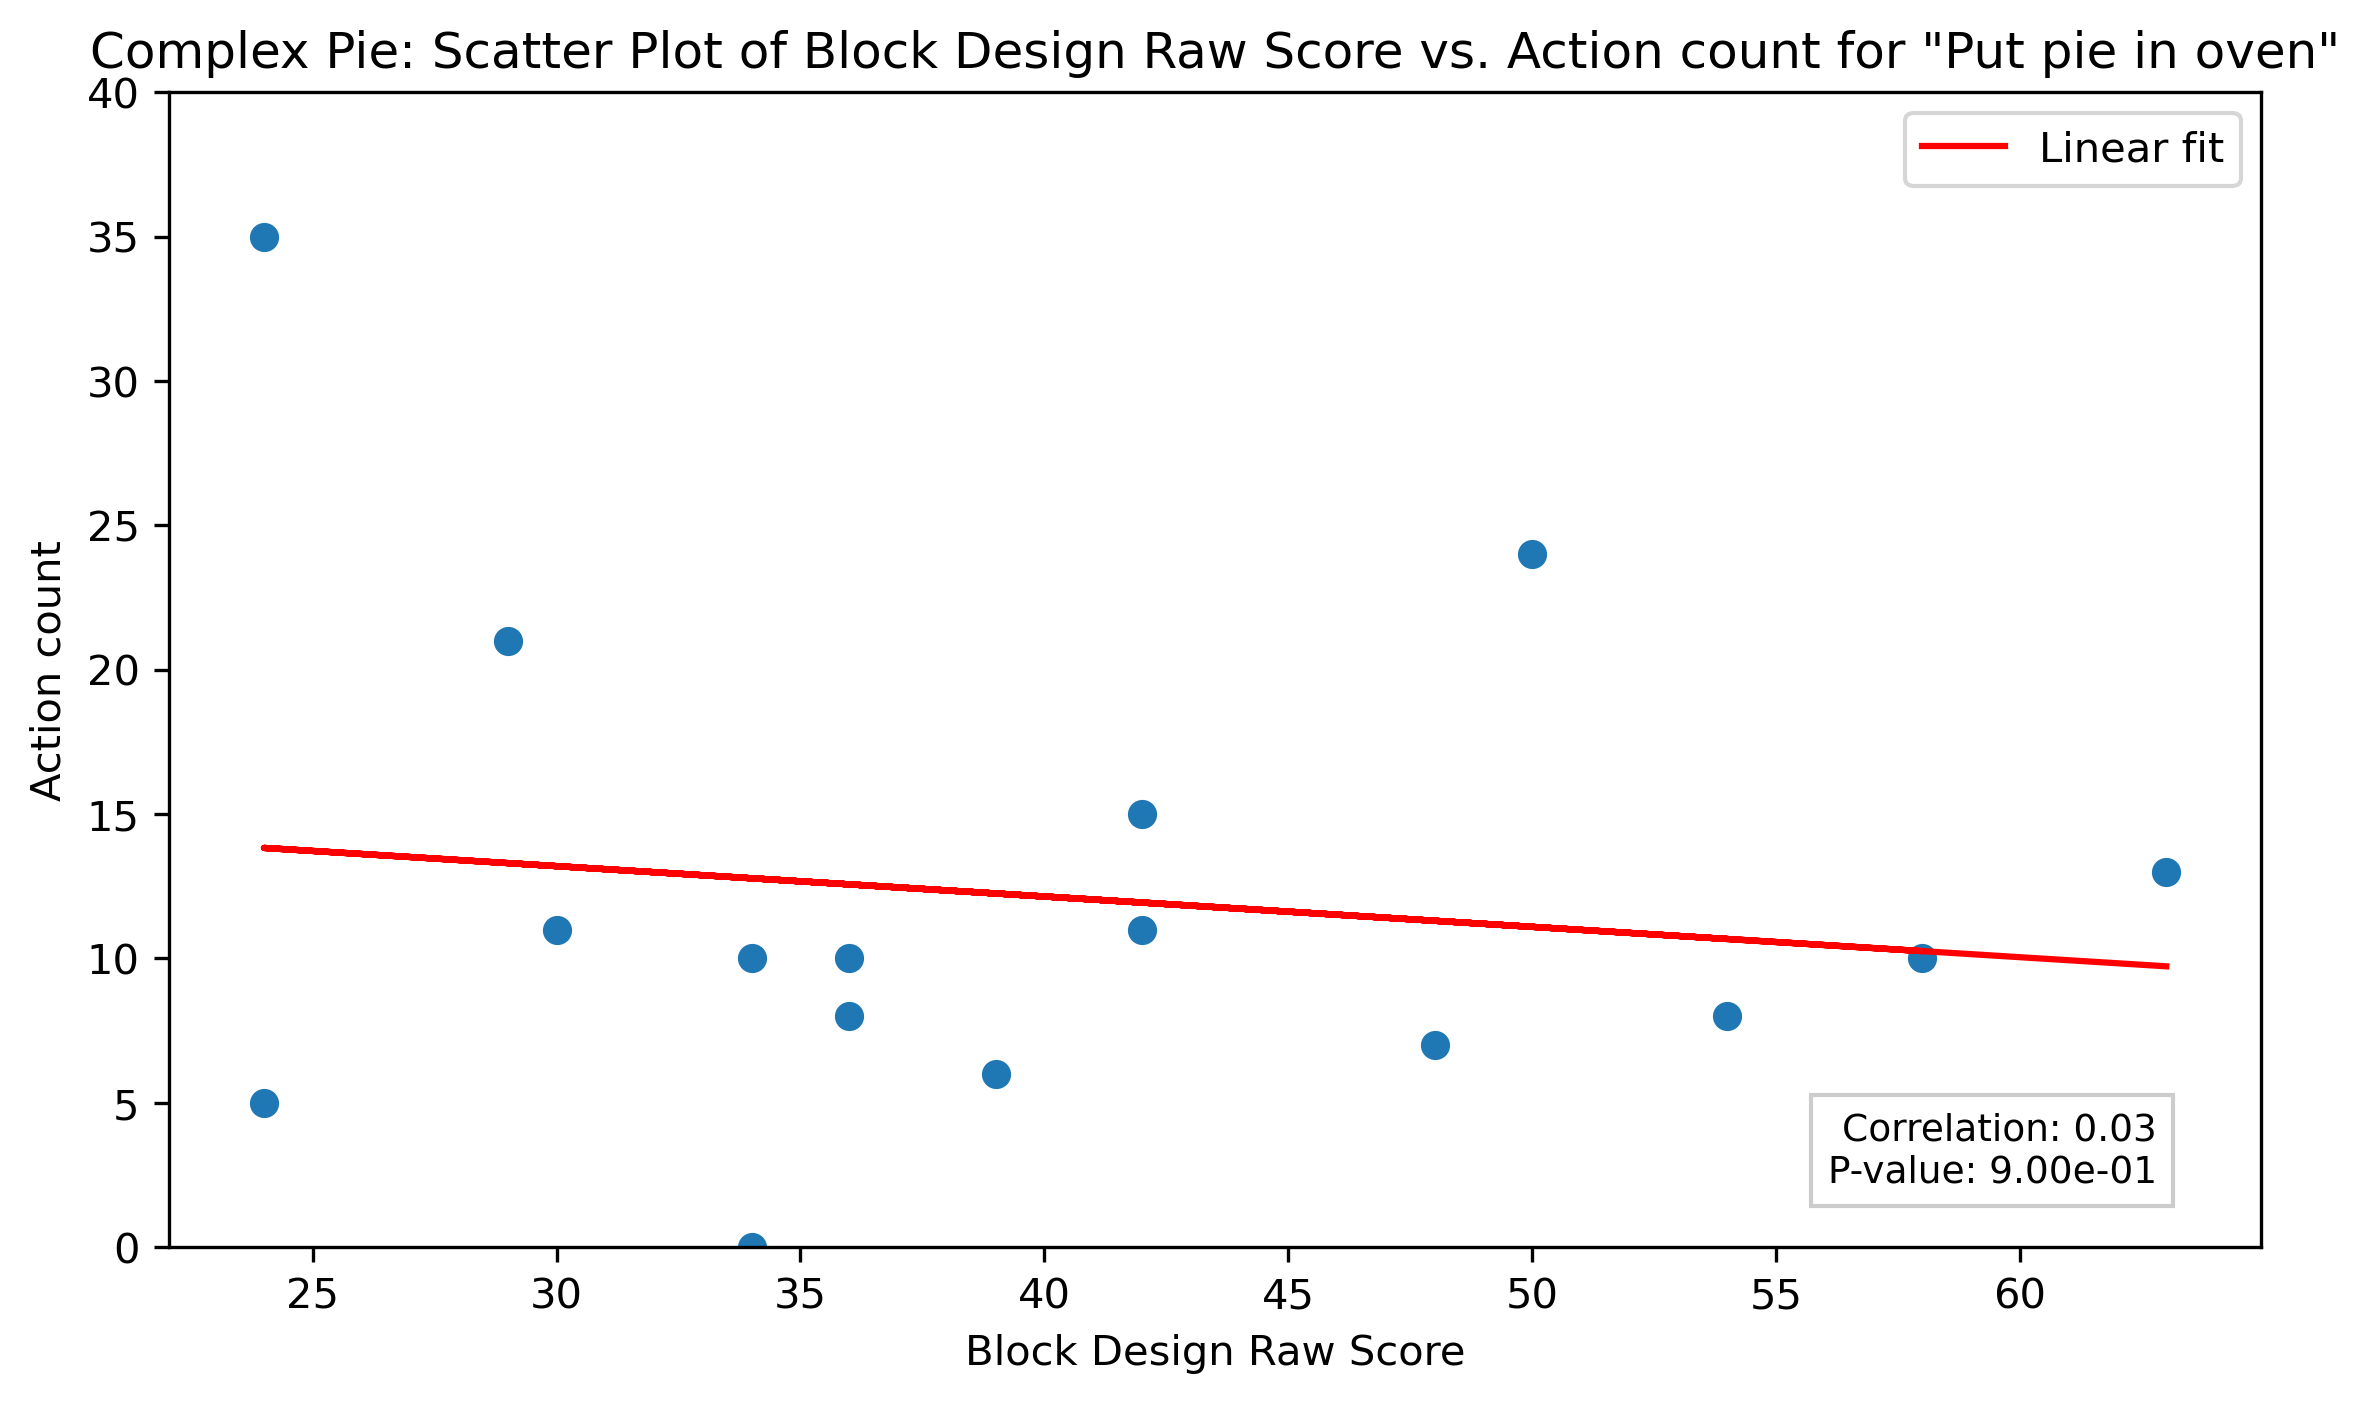 Complex Pie: Scatter Plot of Block Design Raw Score vs. Action count for "Put pie in oven"
40
35
30
25
20
15
10
5
0
Action count
Linear fit
Correlation: 0.03
P-value: 9.00e-01
25 30 35 40 45 50 55 60
Block Design Raw Score